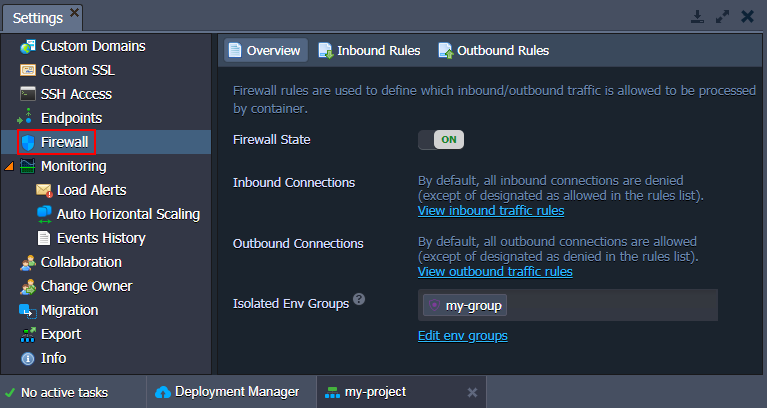 Settings
Custom Domains
Custom SSL
SSH Access
Endpoints
Firewall
Monitoring
Load Alerts
Auto Horizontal Scaling
Events History
Collaboration
Change Owner
Migration
Export
Info
Overview
Inbound Rules
Outbound Rules
Firewall rules are used to define which inbound/outbound traffic is allowed to be processed
by container.
Firewall State
ON
Inbound Connections
By default, all inbound connections are denied
(except of designated as allowed in the rules list).
View inbound traffic rules
Outbound Connections
By default, all outbound connections are allowed
(except of designated as denied in the rules list).
View outbound traffic rules
Isolated Env Groups ?
my-group
Edit env groups
No active tasks
Deployment Manager
my-project